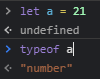 > let a = 21
< undefined
> typeof a
< "number"